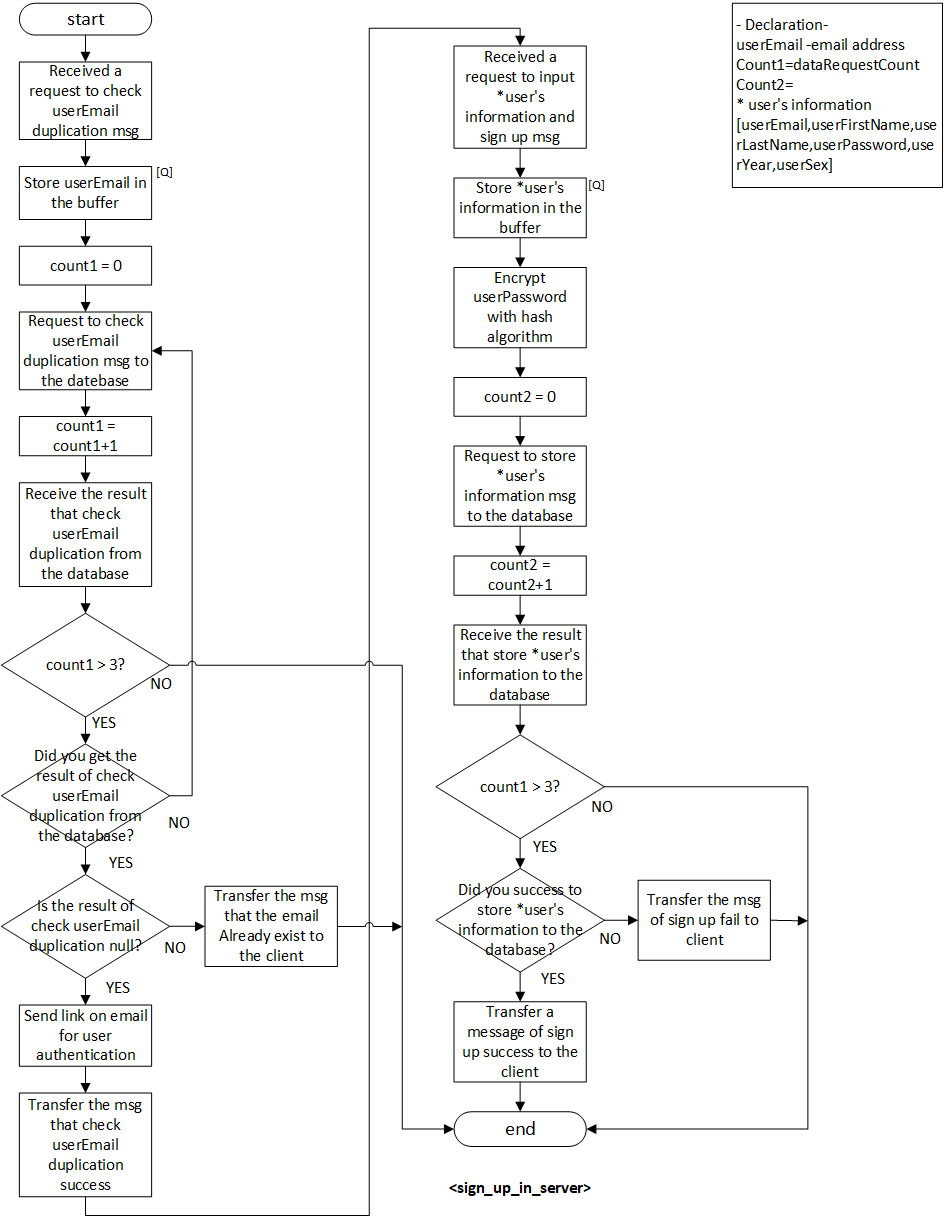 start
Received a
request to check
userEmail
duplication msg
Store userEmail in
the buffer
[Q]
count1 = 0
Request to check
userEmail
duplication msg to
the datebase
count1 =
count1+1
Receive the result
that check
userEmail
duplication from
the database
count1 > 3?
NO
YES
Did you get the
result of check
userEmail
duplication from
the database?
NO
YES
Is the result of
check userEmail
duplication null?
NO
Transfer the msg
that the email
Already exist to
the client
YES
Send link on email
for user
authentication
Transfer the msg
that check
userEmail
duplication
success
Received a
request to input
*user's
information and
sign up msg
Store *user's
information in the
buffer
[Q]
Encrypt
userPassword
with hash
algorithm
count2 = 0
Request to store
*user's
information msg
to the database
count2 =
count2+1
Receive the result
that store *user's
information to the
database
count1 > 3?
NO
YES
Did you success to
store *user's
information to the
database?
NO
Transfer the msg
of sign up fail to
client
YES
Transfer a
message of sign
up success to the
client
end
<sign_up_in_server>
- Declaration-
userEmail -email address
Count1=dataRequestCount
Count2=
* user's information
[userEmail,userFirstName,use
rLastName,userPassword,us
erYear,userSex]